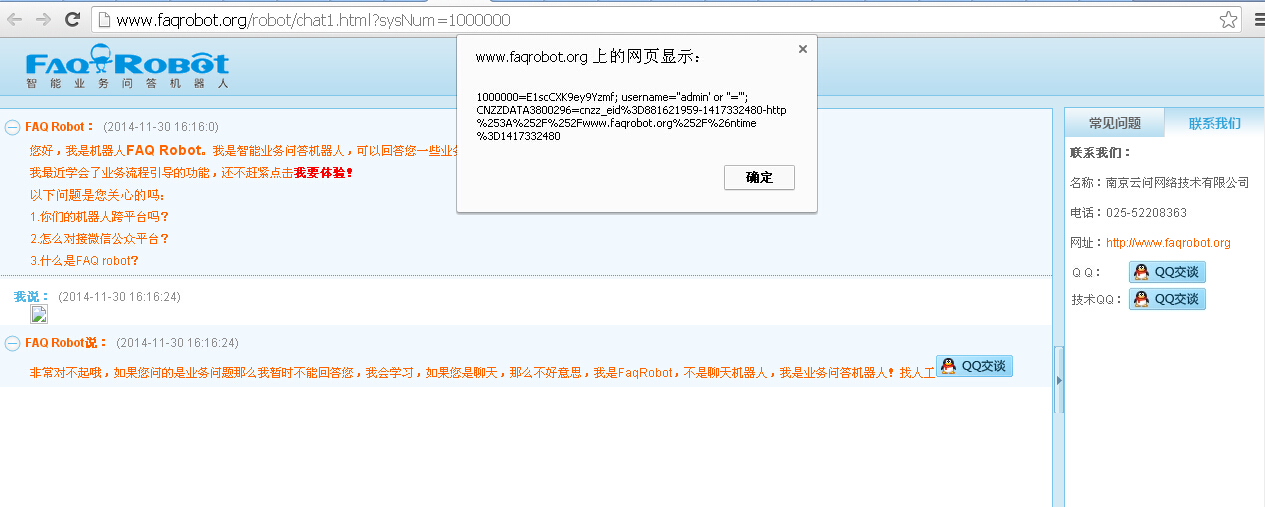 www.faqrobot.org/robot/chat1.html?sysNum=1000000
FAQ ROBOT
智能业务问答机器人
www.faqrobot.org 上的网页显示：
1000000=E1scCXK9ey9Yzmf; username="admin' or ''=''";
CNZZDATA3800296=cnzz_eid%3D881621959-1417332480-http
%253A%252F%252Fwww.faqrobot.org%252F%26ntime
%3D1417332480
确定
FAQ Robot： (2014-11-30 16:16:0)
您好，我是机器人FAQ Robot。我是智能业务问答机器人，可以回答您一些业务
我最近学会了业务流程引导的功能，还不赶紧点击我要体验！
以下问题是您关心的吗：
1.你们的机器人跨平台吗？
2.怎么对接微信公众平台？
3.什么是FAQ robot？
我说： (2014-11-30 16:16:24)
FAQ Robot说： (2014-11-30 16:16:24)
非常对不起哦，如果您问的是业务问题那么我暂时不能回答您，我会学习，如果您是聊天，那么不好意思，我是FaqRobot，不是聊天机器人，我是业务问答机器人！找人工 QQ交谈
常见问题 联系我们
联系我们：
名称：南京云问网络技术有限公司
电话：025-52208363
网址：http://www.faqrobot.org
Q Q： QQ交谈
技术QQ： QQ交谈